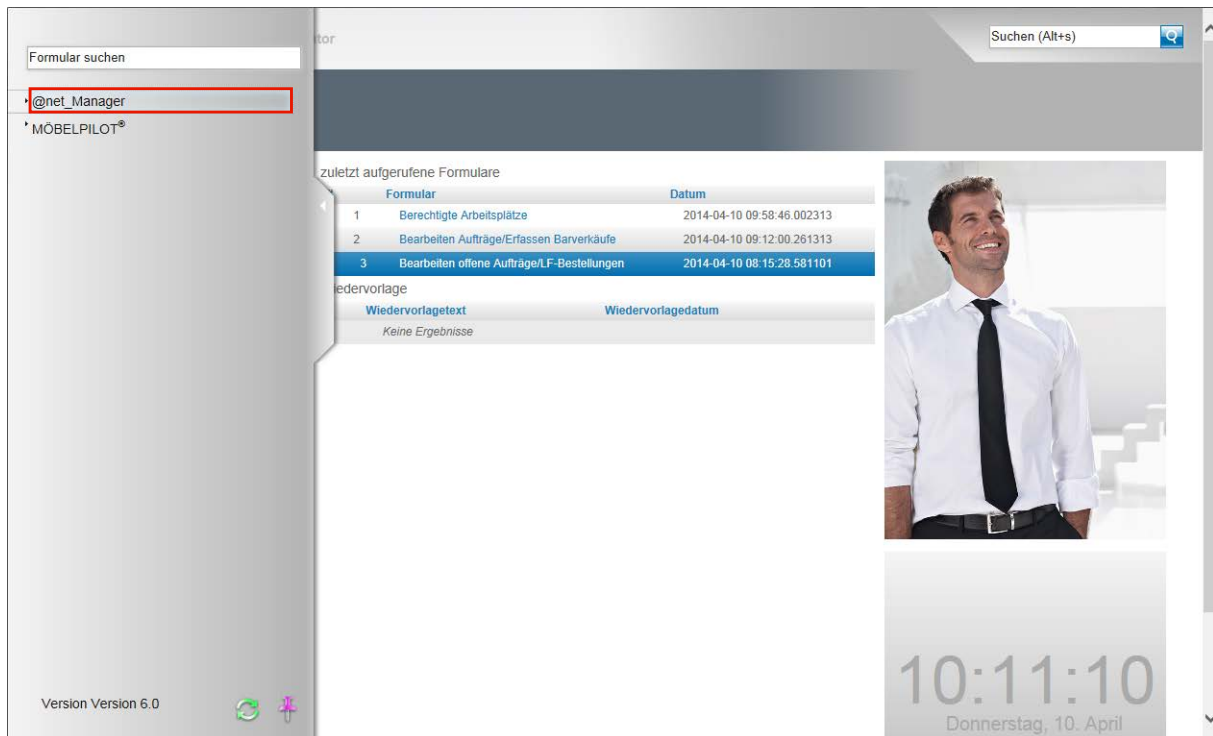 tor
Suchen (Alt+s)
Formular suchen
@net_Manager
MÖBELPILOT®
zuletzt aufgerufene Formulare
Formular Datum
1 Berechtigte Arbeitsplätze 2014-04-10 09:58:46.002313
2 Bearbeiten Aufträge/Erfassen Barverkäufe 2014-04-10 09:12:00.261313
3 Bearbeiten offene Aufträge/LF-Bestellungen 2014-04-10 08:15:28.581101
iedervorlage
Wiedervorlagetext Wiedervorlagedatum
Keine Ergebnisse
Version Version 6.0
10:11:10
Donnerstag, 10. April